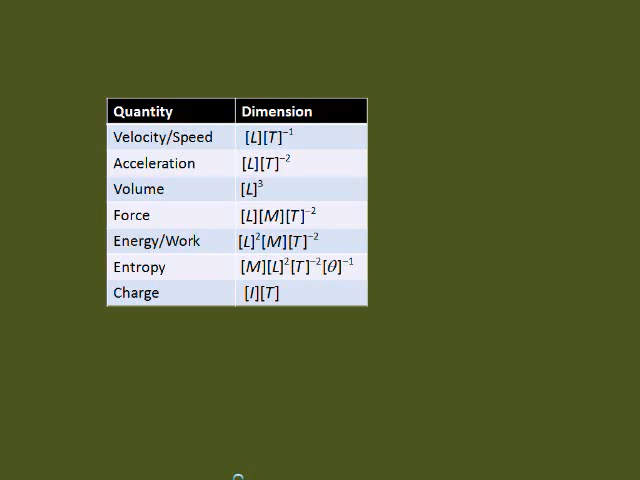 Quantity Dimension
Velocity/Speed [L][T]⁻¹
Acceleration [L][T]⁻²
Volume [L]³
Force [L][M][T]⁻²
Energy/Work [L]²[M][T]⁻²
Entropy [M][L]²[T]⁻²[θ]⁻¹
Charge [I][T]